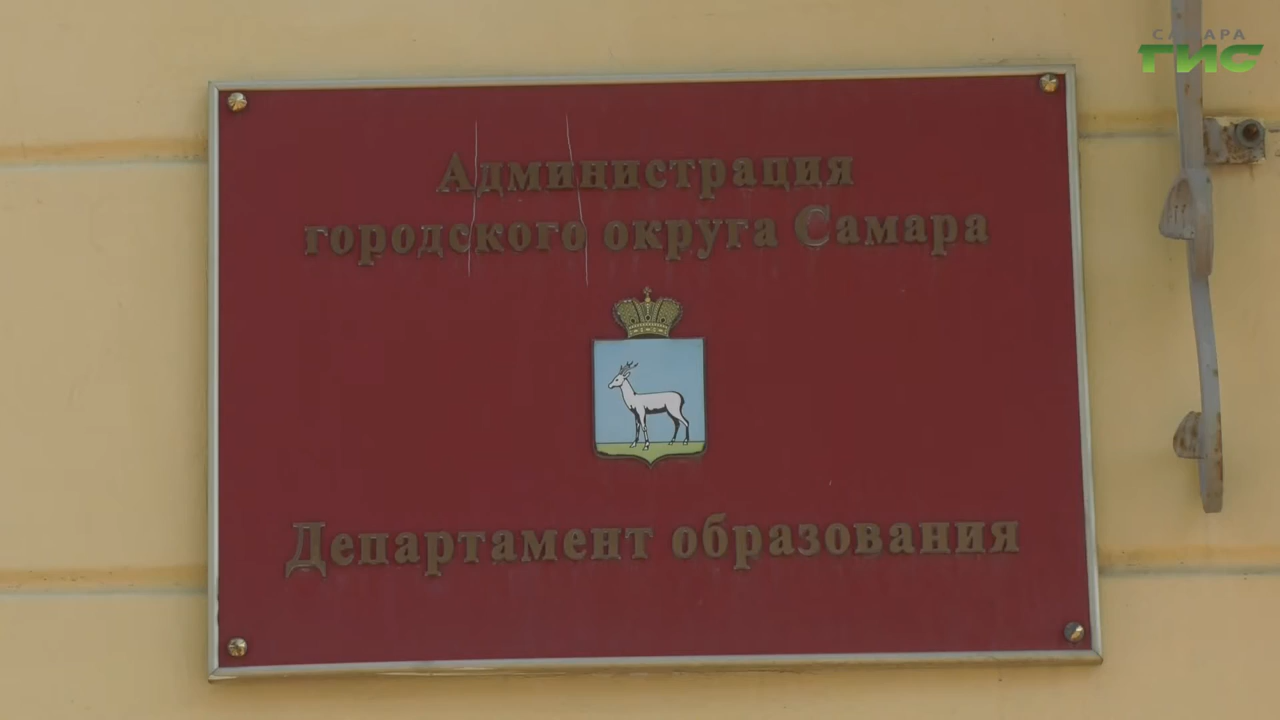 САМАРА
ГИС
Администрация
городского округа Самара
Департамент образования